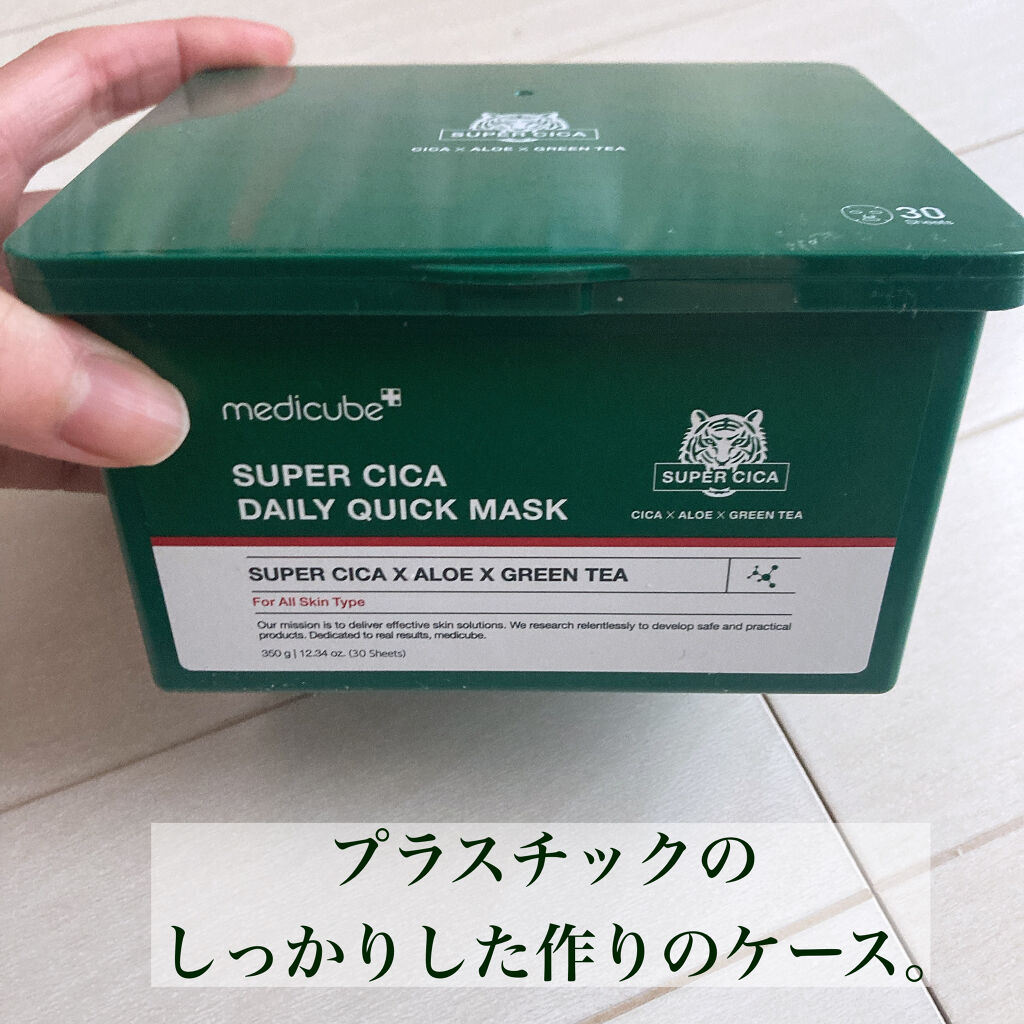 SUPER CICA
CICA × ALOE × GREEN TEA
30
Sheets
medicube
SUPER CICA
DAILY QUICK MASK
SUPER CICA
CICA × ALOE × GREEN TEA
SUPER CICA X ALOE X GREEN TEA
For All Skin Type
Our mission is to deliver effective skin solutions. We research relentlessly to develop safe and practical
products. Dedicated to real results, medicube.
350 g | 12.34 oz. (30 Sheets)
プラスチックの
しっかりした作りのケース。